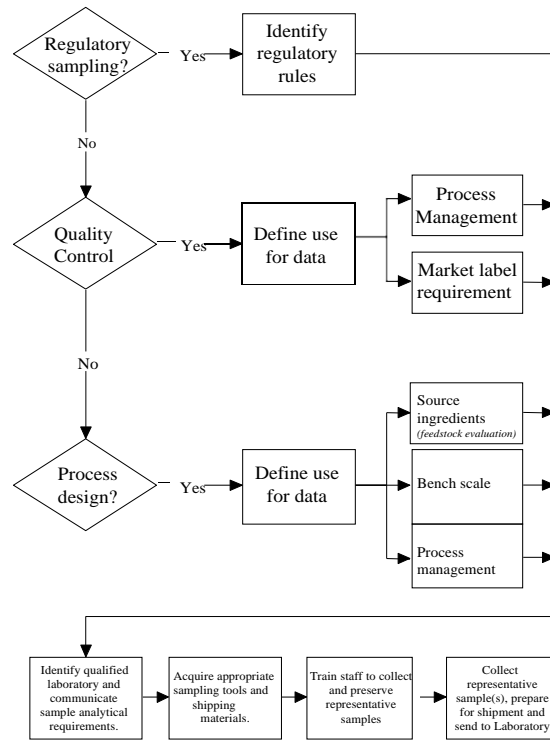 Regulatory
sampling?
Yes
Identify
regulatory
rules
No
Quality
Control
Yes
Define use
for data
Process
Management
Market label
requirement
No
Process
design?
Yes
Define use
for data
Source
ingredients
(feedstock evaluation)
Bench scale
Process
management
Identify qualified
laboratory and
communicate
sample analytical
requirements.
Acquire appropriate
sampling tools and
shipping
materials.
Train staff to collect
and preserve
representative
samples
Collect
representative
sample(s), prepare
for shipment and
send to Laboratory